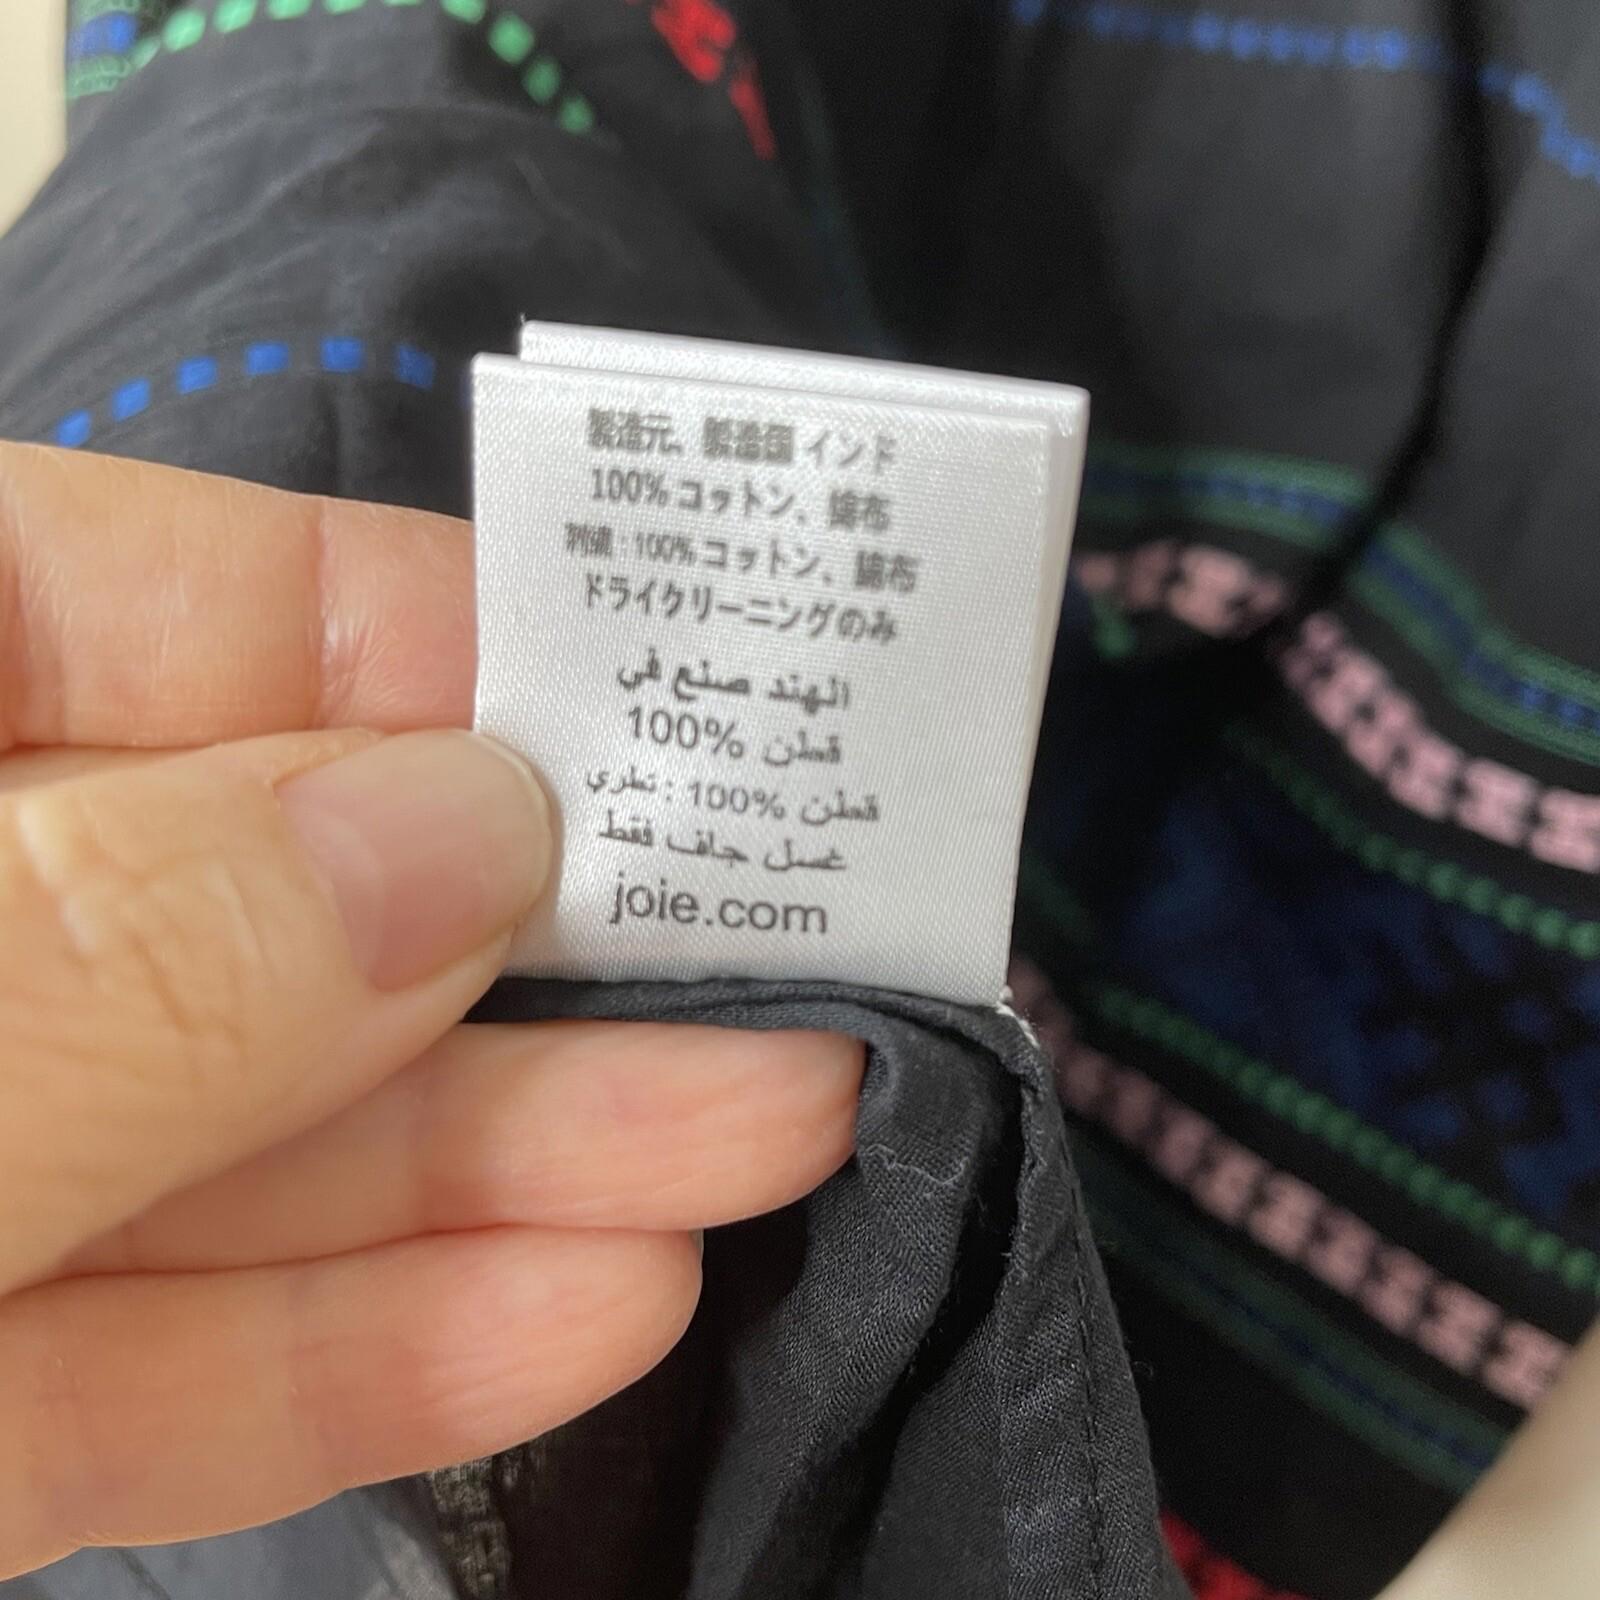 製造元、製造国 インド
100% コットン、綿布
刺繍 : 100% コットン、綿布
ドライクリーニングのみ
الهند صنع في
100% قطن
قطن 100% : تطري
غسل جاف فقط
joie.com